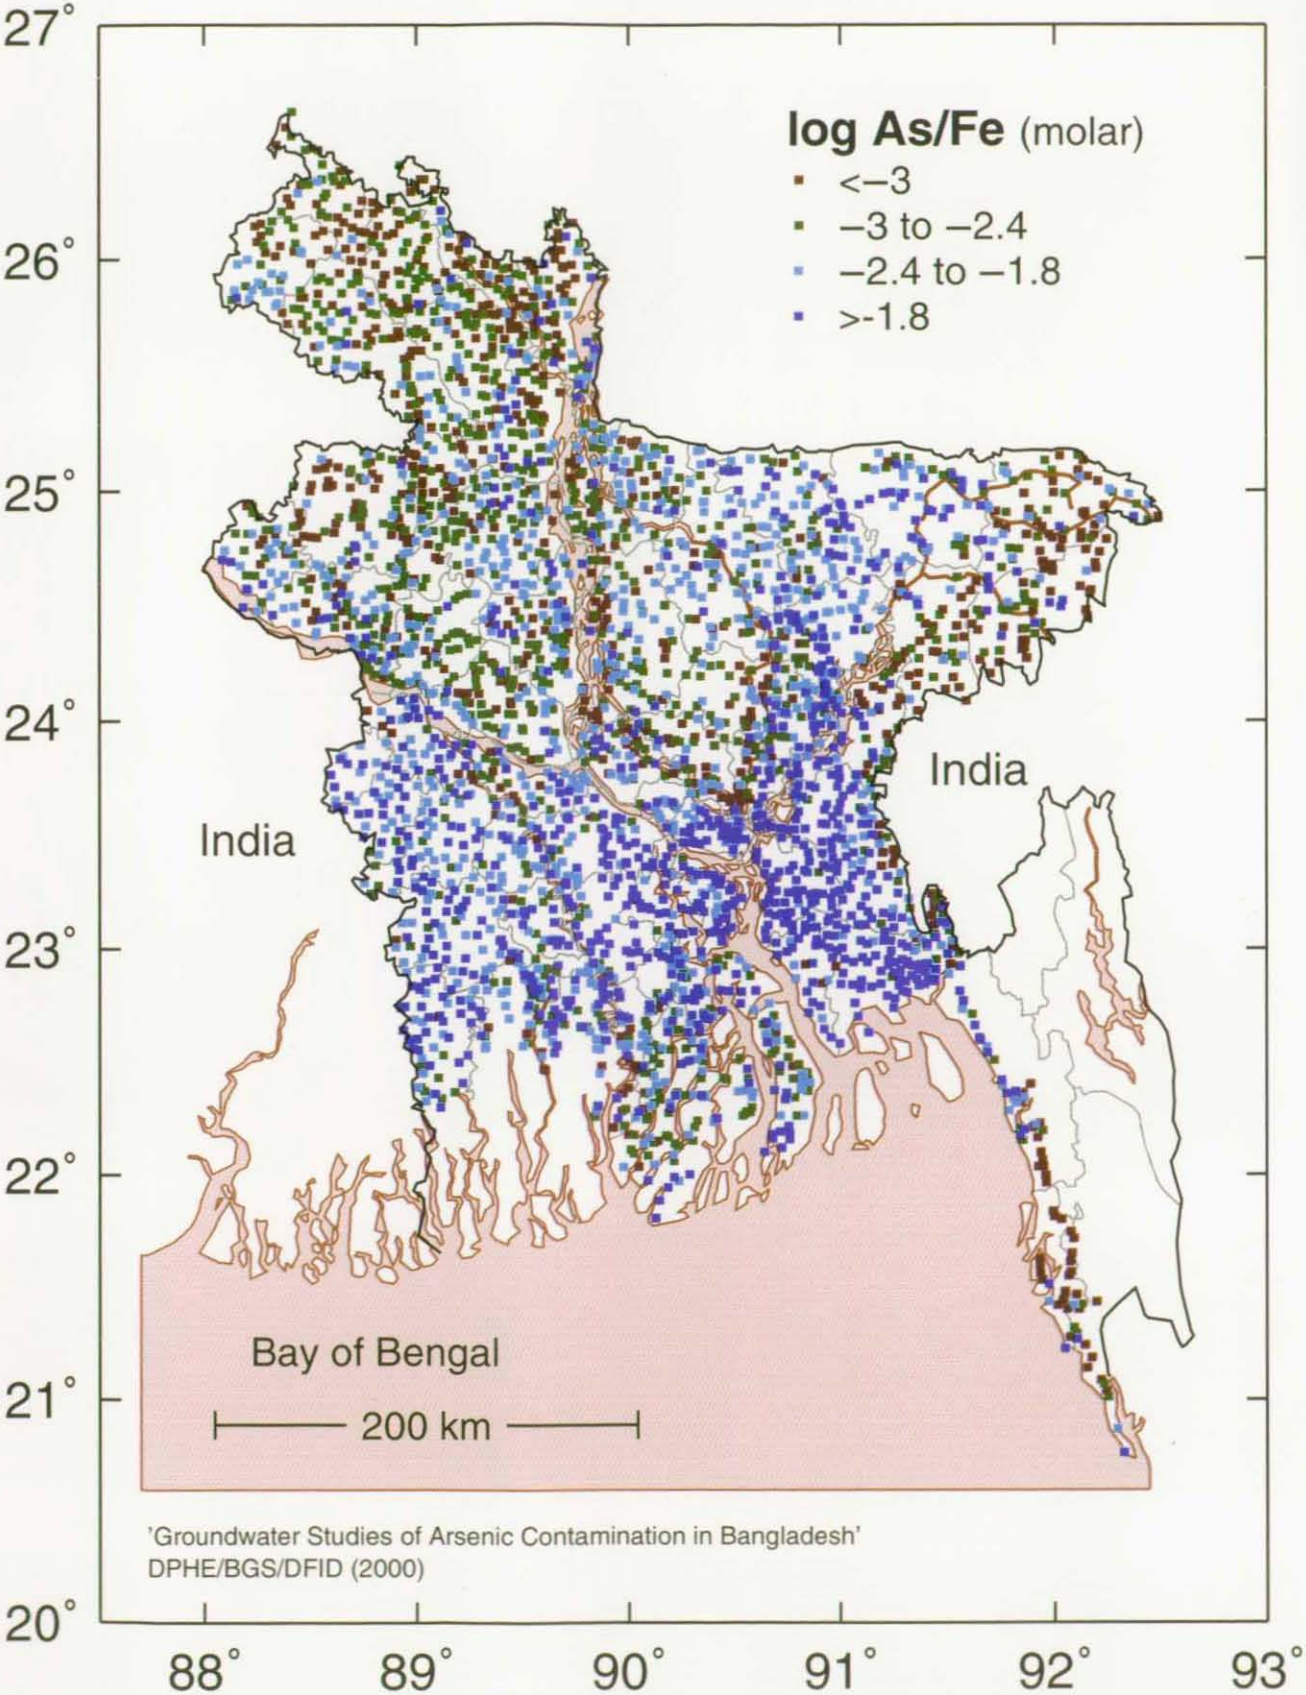 27°
log As/Fe (molar)
<–3
–3 to –2.4
–2.4 to –1.8
>-1.8
26°
25°
24°
India
India
23°
22°
Bay of Bengal
21°
200 km
'Groundwater Studies of Arsenic Contamination in Bangladesh'
DPHE/BGS/DFID (2000)
20°
88° 89° 90° 91° 92° 93°